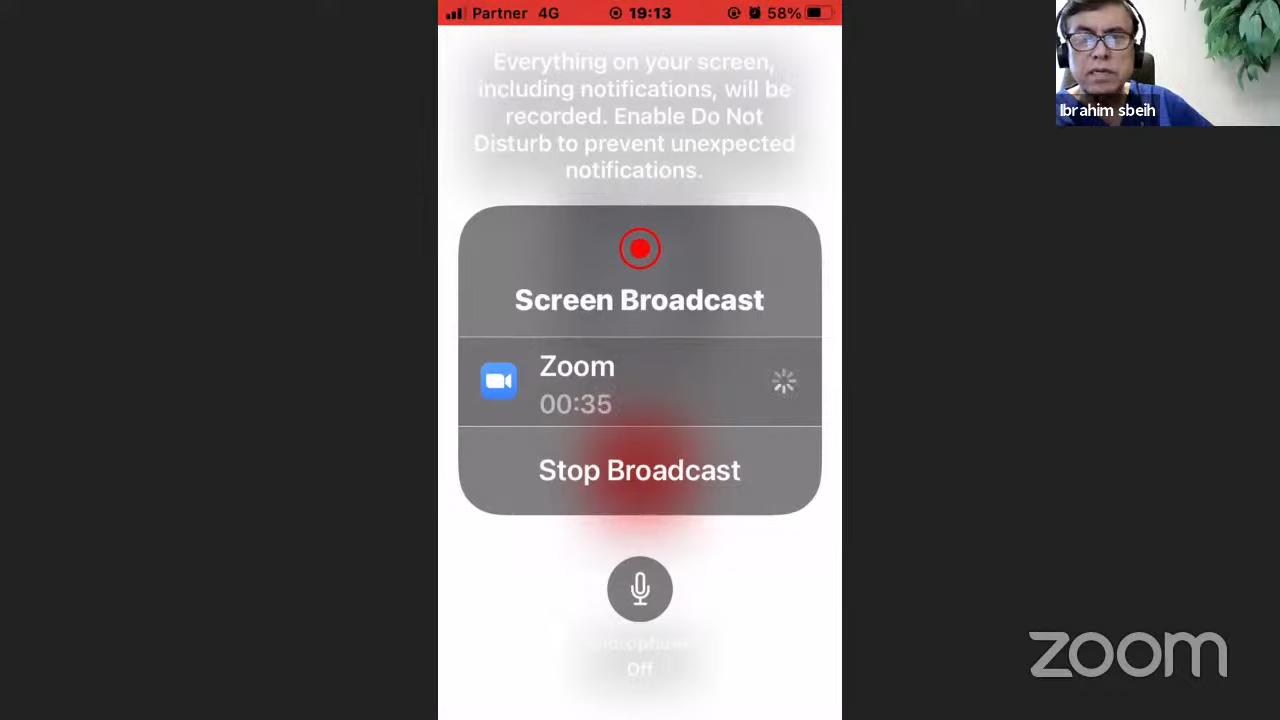 Partner 4G 19:13 58%
Everything on your screen,
including notifications, will be
recorded. Enable Do Not
Disturb to prevent unexpected
notifications.
Screen Broadcast
Zoom
00:35
Stop Broadcast
Off
Ibrahim sbeih
zoom